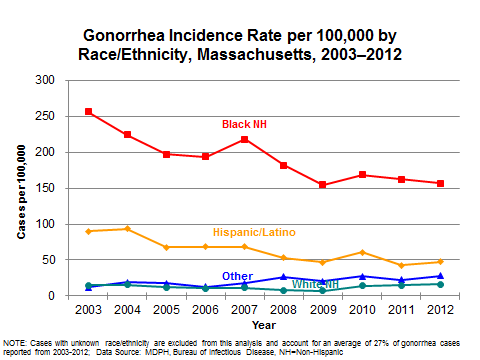 Gonorrhea Incidence Rate per 100,000 by
Race/Ethnicity, Massachusetts, 2003–2012
300
250
200
150
100
50
0
Cases per 100,000
Black NH
Hispanic/Latino
Other
White NH
2003 2004 2005 2006 2007 2008 2009 2010 2011 2012
Year
NOTE: Cases with unknown race/ethnicity are excluded from this analysis and account for an average of 27% of gonorrhea cases
reported from 2003-2012; Data Source: MDPH, Bureau of Infectious Disease, NH=Non-Hispanic